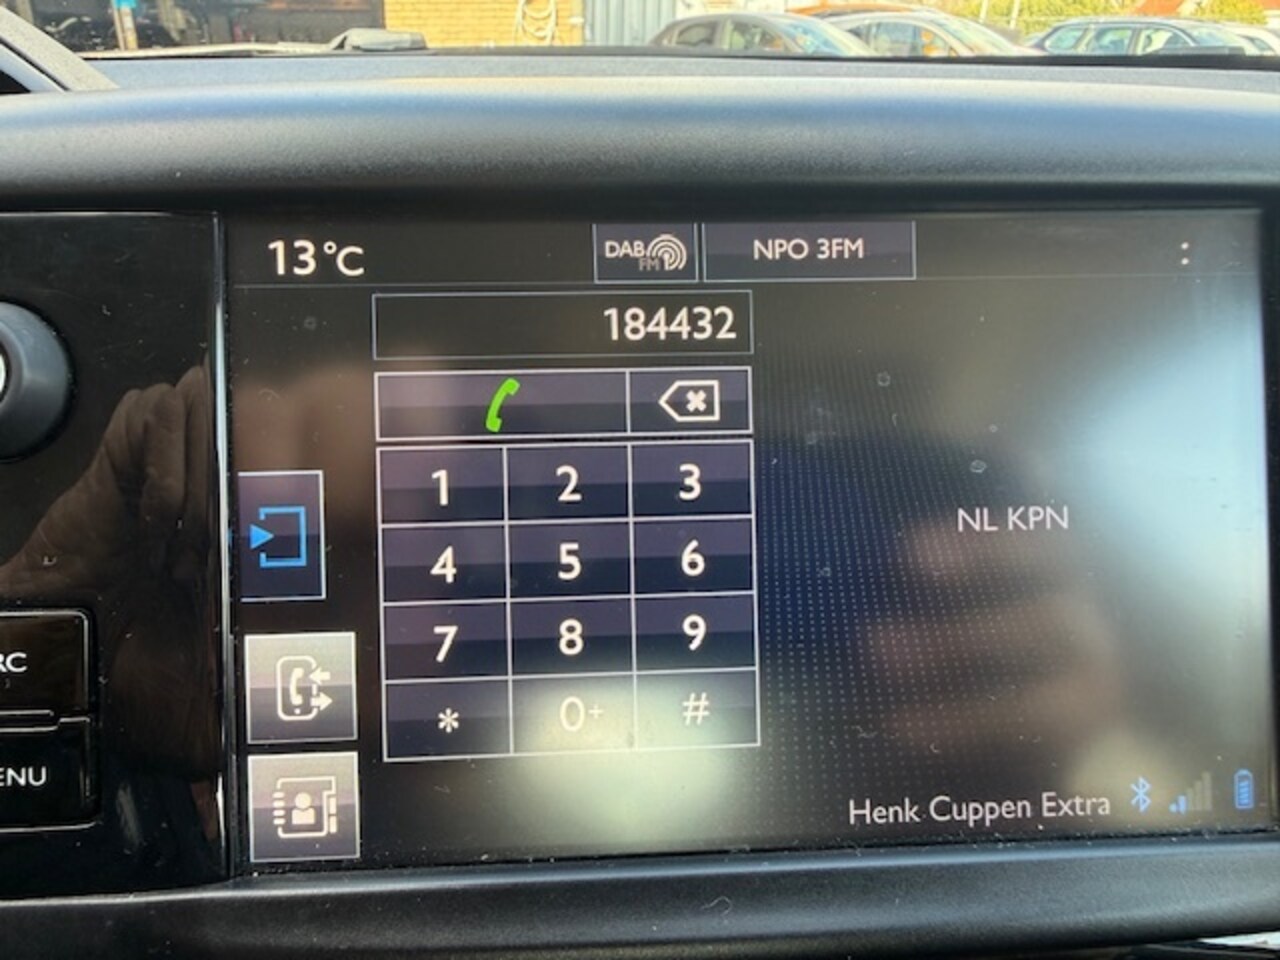 13°C
DAB FM
NPO 3FM
184432
1 2 3
4 5 6
7 8 9
* 0+ #
NL KPN
RC
ENU
Henk Cuppen Extra